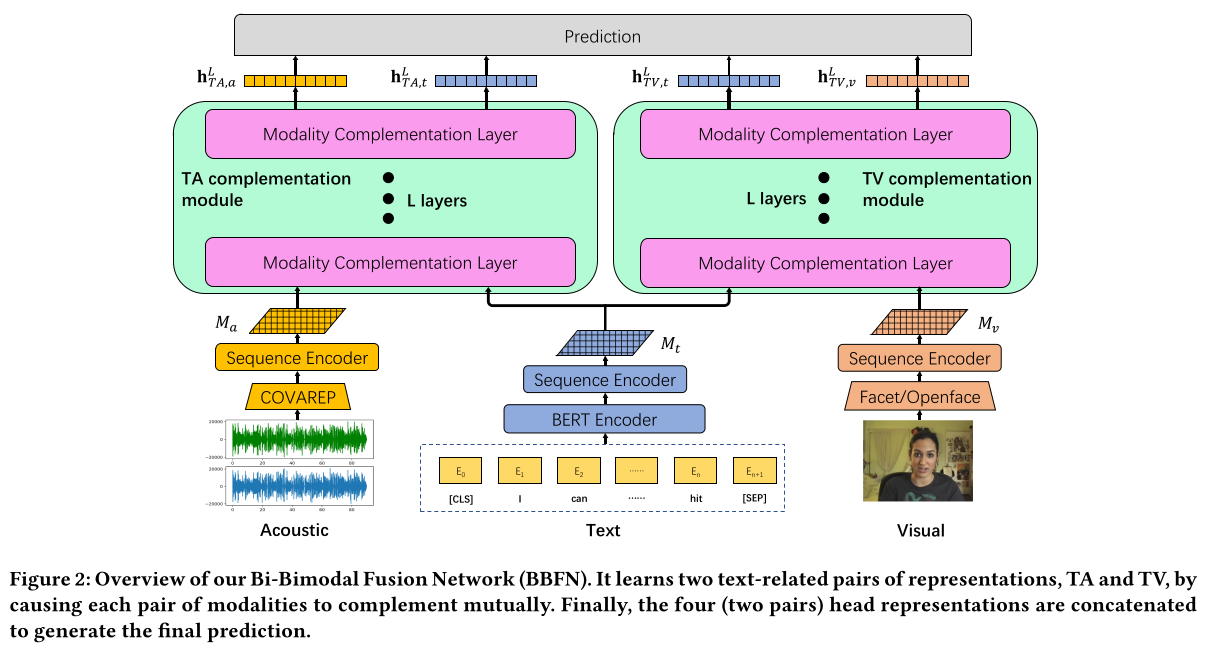 Prediction
h^L_{TA,a} h^L_{TA,t} h^L_{TV,t} h^L_{TV,v}
Modality Complementation Layer
Modality Complementation Layer
TA complementation
module
L layers
L layers
TV complementation
module
Modality Complementation Layer
Modality Complementation Layer
M_a
M_t
M_v
Sequence Encoder
Sequence Encoder
Sequence Encoder
COVAREP
BERT Encoder
Facet/Openface
20000
0
−20000
0 20 40 60 80
20000
0
−20000
0 20 40 60 80
E_0 E_1 E_2 ...... E_n E_{n+1}
[CLS] I can ...... hit [SEP]
Acoustic
Text
Visual
Figure 2: Overview of our Bi-Bimodal Fusion Network (BBFN). It learns two text-related pairs of representations, TA and TV, by
causing each pair of modalities to complement mutually. Finally, the four (two pairs) head representations are concatenated
to generate the final prediction.